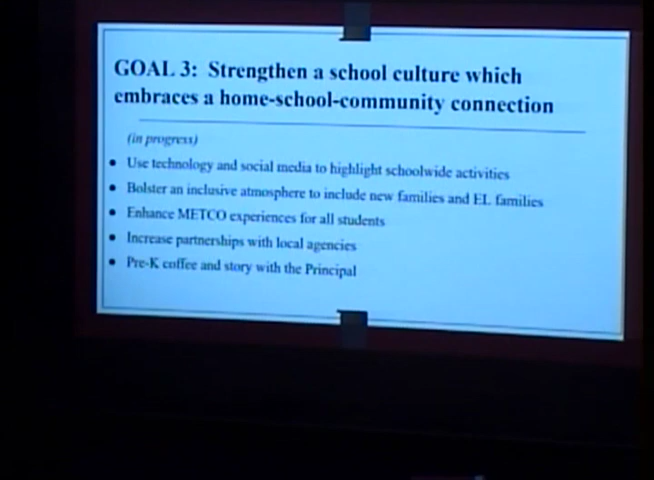 GOAL 3: Strengthen a school culture which
embraces a home-school-community connection
(in progress)
• Use technology and social media to highlight schoolwide activities
• Bolster an inclusive atmosphere to include new families and EL families
• Enhance METCO experiences for all students
• Increase partnerships with local agencies
• Pre-K coffee and story with the Principal